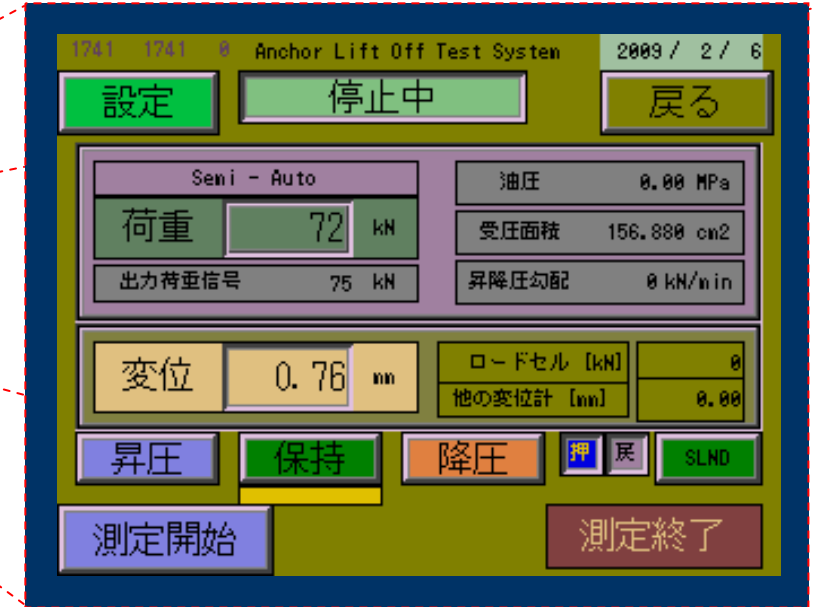 1741 1741 0 Anchor Lift Off Test System 2009/ 2/ 6
設定 停止中 戻る
Semi - Auto
荷重 72 kN
出力荷重信号 75 kN
油圧 0.00 MPa
受圧面積 156.880 cm2
昇降圧勾配 0 kN/min
変位 0.76 mm
ロードセル [kN] 0
他の変位計 [mm] 0.00
昇圧 保持 降圧 押 戻 SLND
測定開始 測定終了